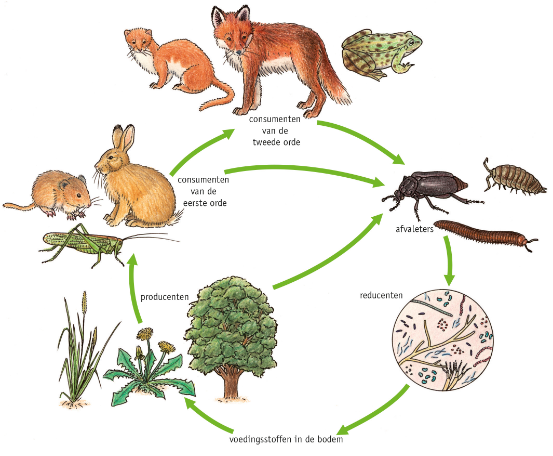 consumenten
van de
tweede orde
consumenten
van de
eerste orde
afvaleters
producenten
reducenten
voedingsstoffen in de bodem